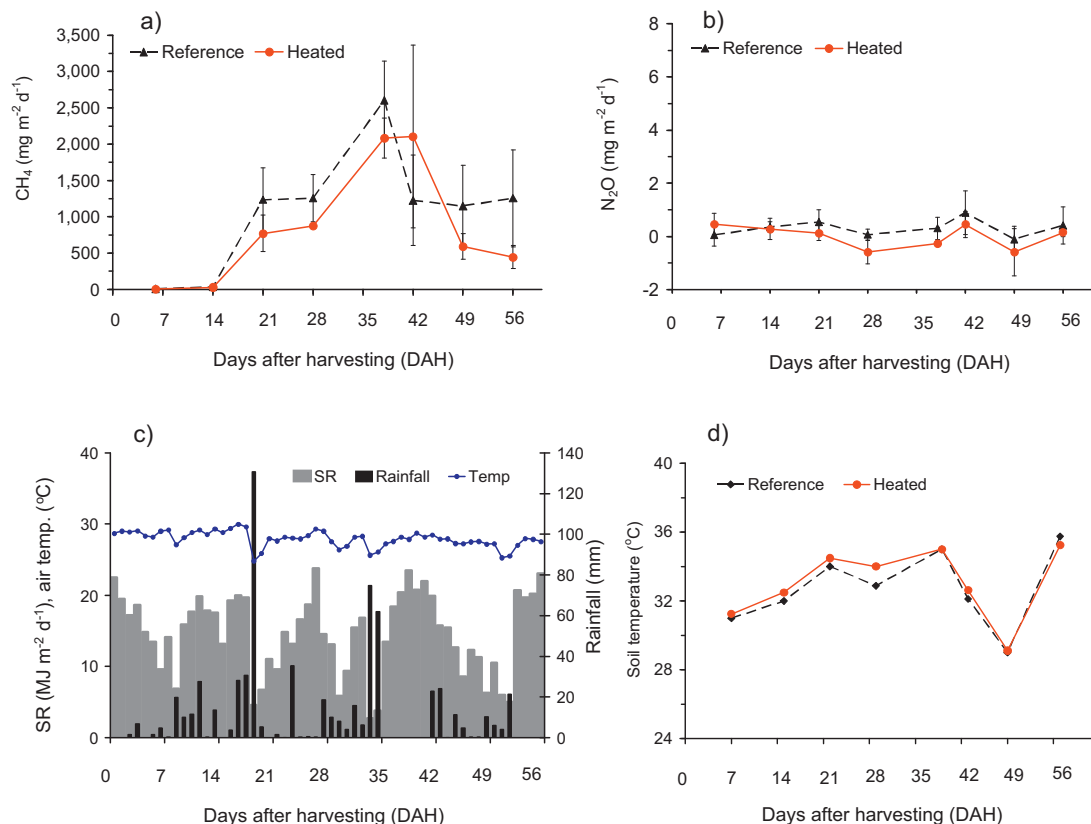 a)
3,500
3,000
2,500
2,000
1,500
1,000
500
0
CH₄ (mg m⁻² d⁻¹)
Reference Heated
0 7 14 21 28 35 42 49 56
Days after harvesting (DAH)
b)
8
6
4
2
0
-2
N₂O (mg m⁻² d⁻¹)
Reference Heated
0 7 14 21 28 35 42 49 56
Days after harvesting (DAH)
c)
40
30
20
10
0
SR (MJ m⁻² d⁻¹), air temp. (°C)
SR Rainfall Temp
140
120
100
80
60
40
20
0
Rainfall (mm)
0 7 14 21 28 35 42 49 56
Days after harvesting (DAH)
d)
40
36
32
28
24
Soil temperature (°C)
Reference Heated
0 7 14 21 28 35 42 49 56
Days after harvesting (DAH)